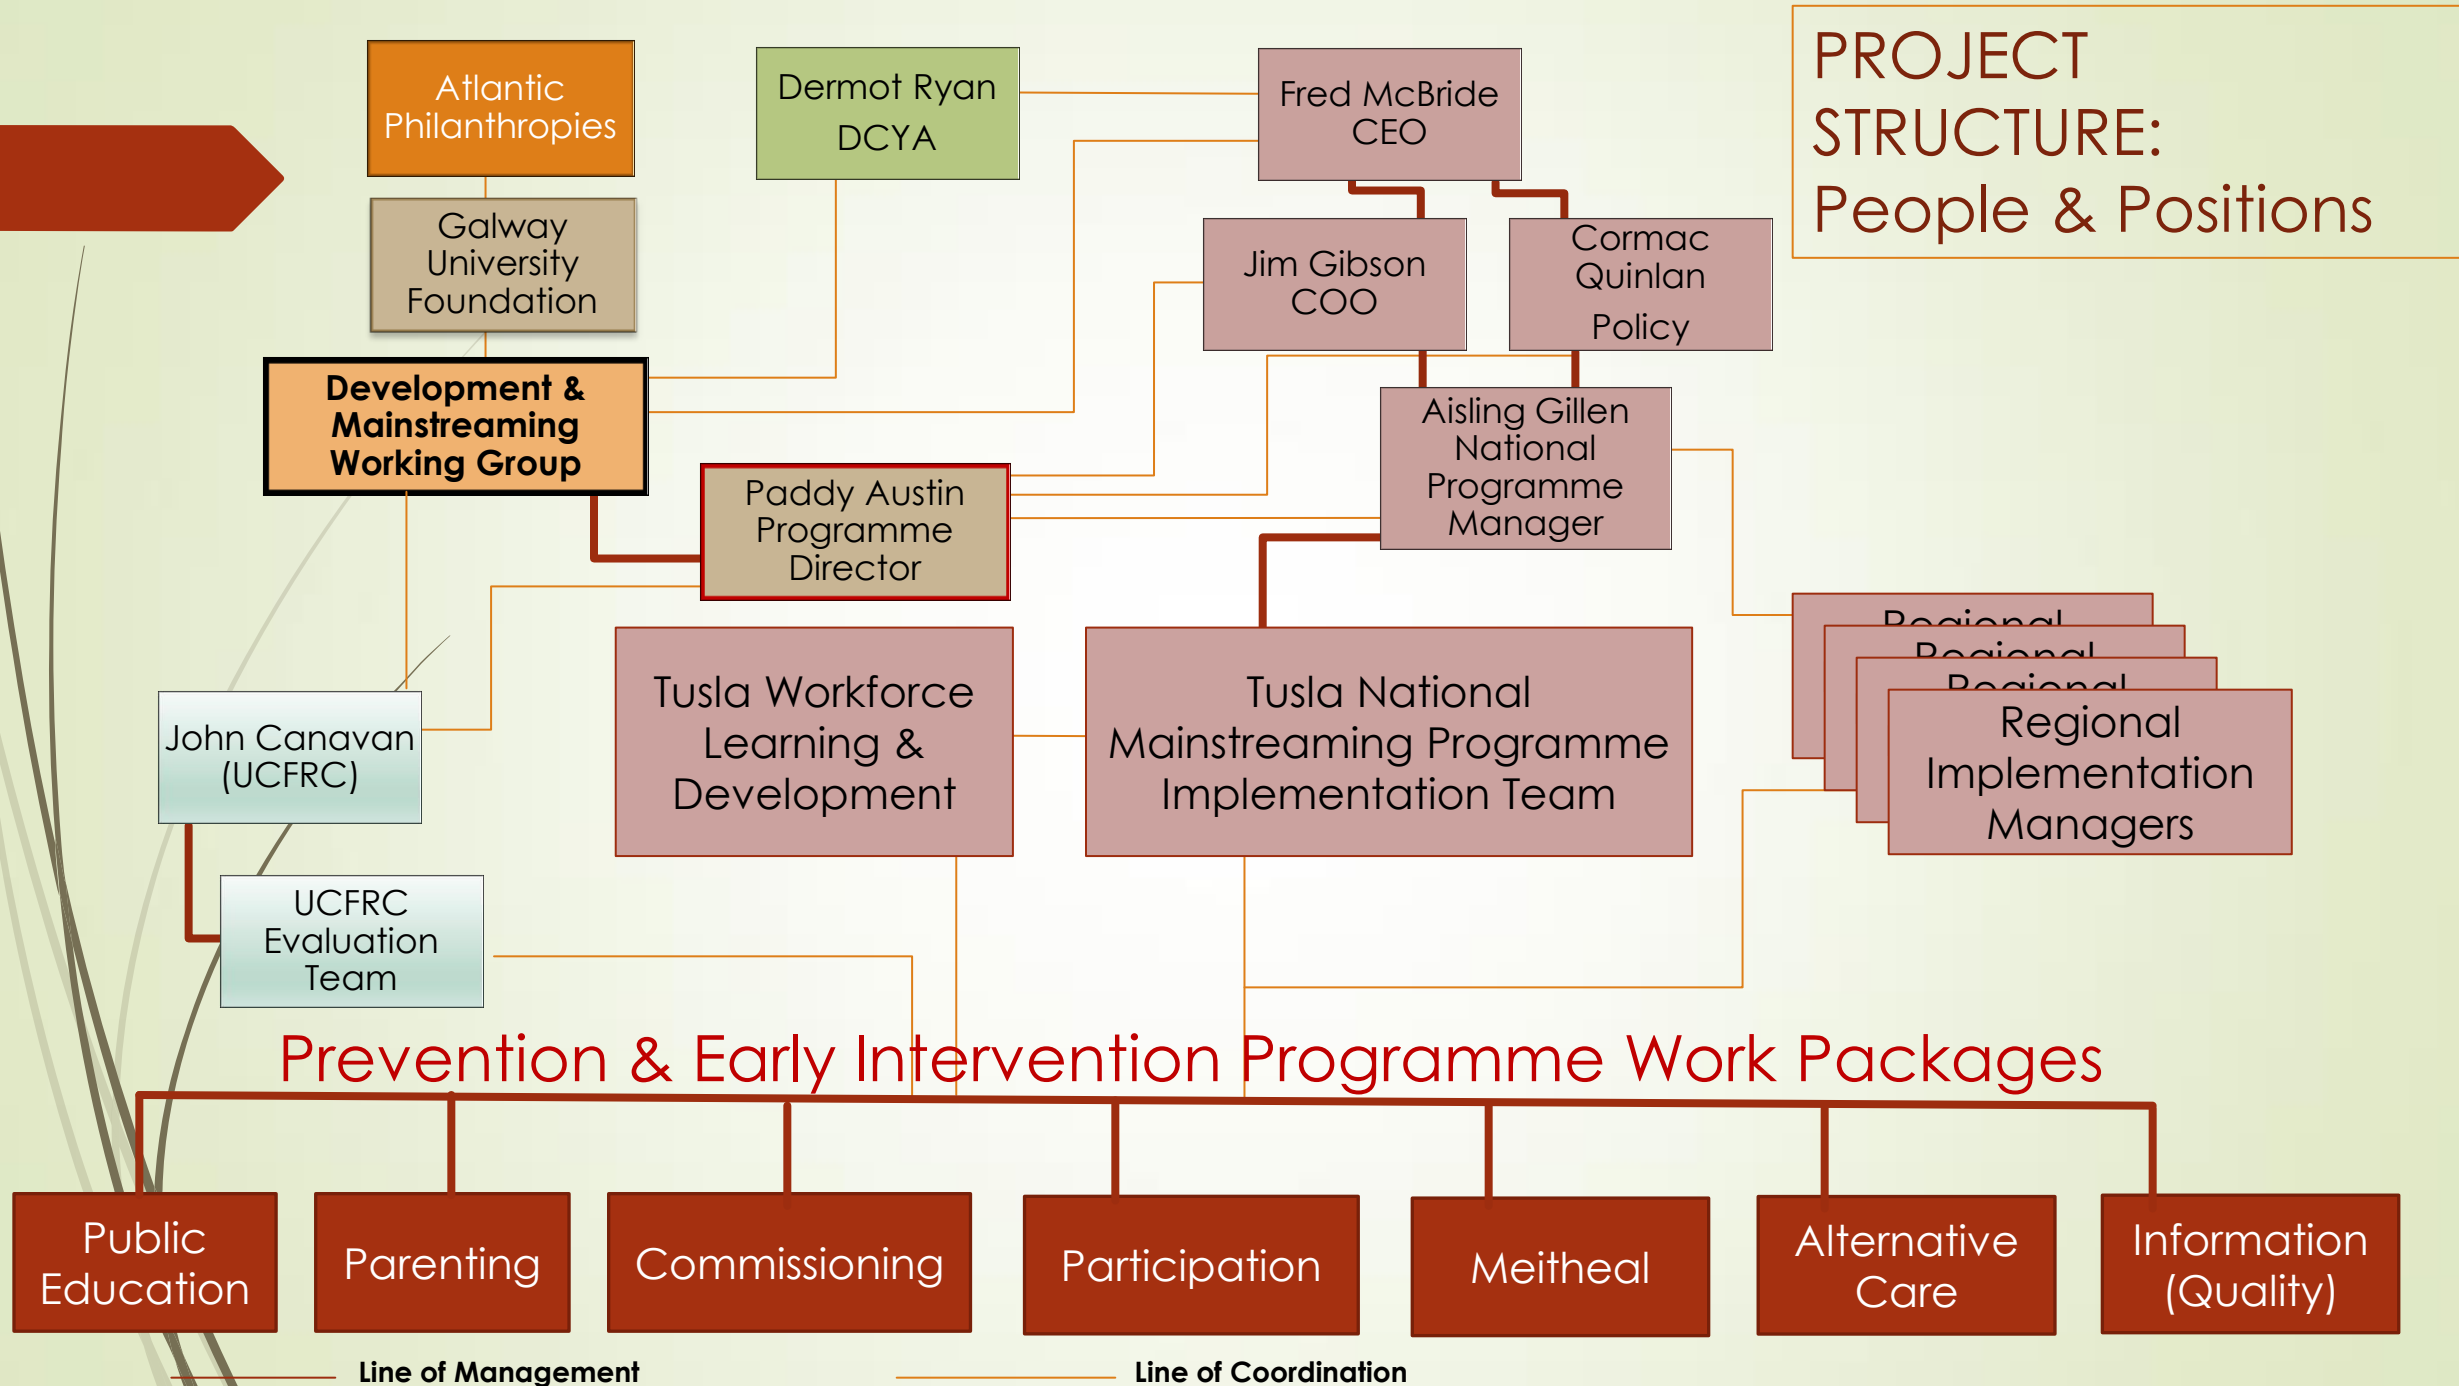 PROJECT
STRUCTURE:
People & Positions
Atlantic
Philanthropies
Dermot Ryan
DCYA
Fred McBride
CEO
Galway
University
Foundation
Jim Gibson
COO
Cormac
Quinlan
Policy
Development &
Mainstreaming
Working Group
Aisling Gillen
National
Programme
Manager
Paddy Austin
Programme
Director
Regional
Regional
Regional
Regional
Implementation
Managers
Tusla Workforce
Learning &
Development
Tusla National
Mainstreaming Programme
Implementation Team
John Canavan
(UCFRC)
UCFRC
Evaluation
Team
Prevention & Early Intervention Programme Work Packages
Public
Education
Parenting
Commissioning
Participation
Meitheal
Alternative
Care
Information
(Quality)
Line of Management
Line of Coordination